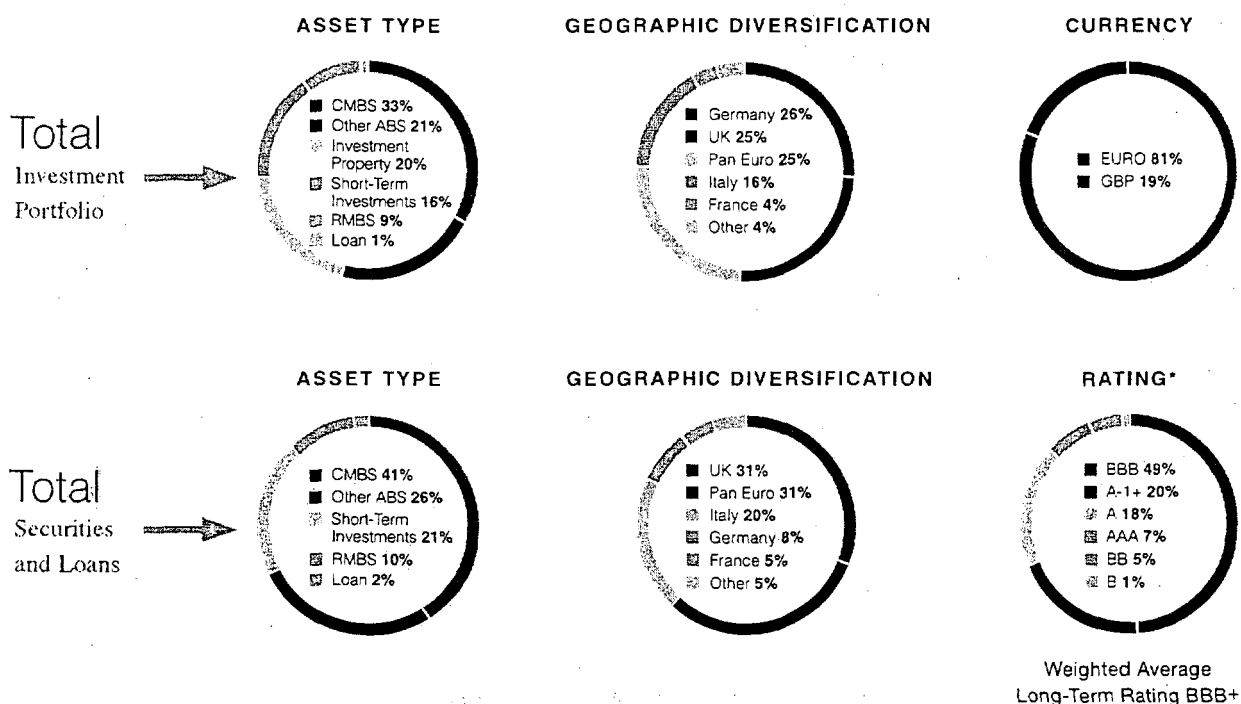 ASSET TYPE
GEOGRAPHIC DIVERSIFICATION
CURRENCY
Total
Investment
Portfolio
CMBS 33%
Other ABS 21%
Investment
Property 20%
Short-Term
Investments 16%
RMBS 9%
Loan 1%
Germany 26%
UK 25%
Pan Euro 25%
Italy 16%
France 4%
Other 4%
EURO 81%
GBP 19%
ASSET TYPE
GEOGRAPHIC DIVERSIFICATION
RATING*
Total
Securities
and Loans
CMBS 41%
Other ABS 26%
Short-Term
Investments 21%
RMBS 10%
Loan 2%
UK 31%
Pan Euro 31%
Italy 20%
Germany 8%
France 5%
Other 5%
BBB 49%
A-1+ 20%
A 18%
AAA 7%
BB 5%
B 1%
Weighted Average
Long-Term Rating BBB+